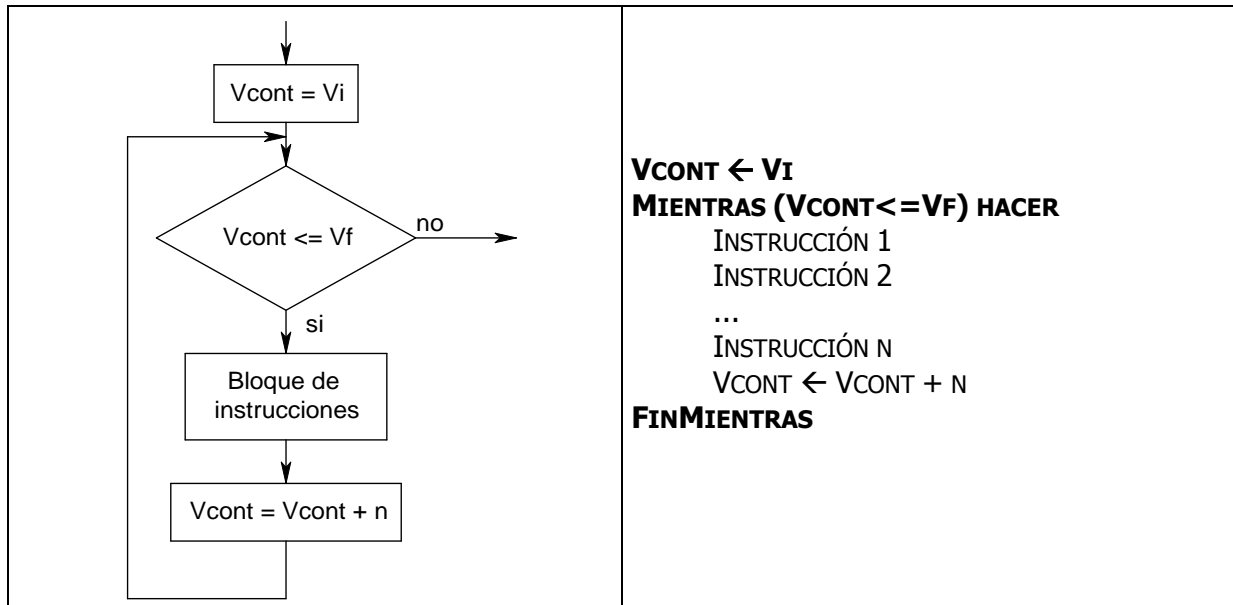 Vcont = Vi
Vcont <= Vf
no
si
Bloque de
instrucciones
Vcont = Vcont + n
VCONT ← VI
MIENTRAS (VCONT<=VF) HACER
INSTRUCCIÓN 1
INSTRUCCIÓN 2
...
INSTRUCCIÓN N
VCONT ← VCONT + N
FINMIENTRAS